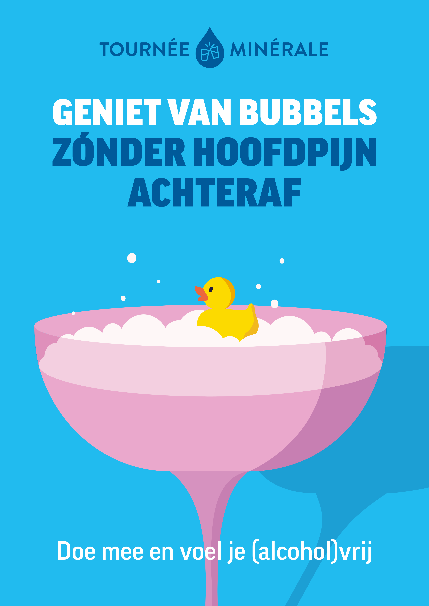 TOURNÉE MINÉRALE
GENIET VAN BUBBELS
ZÓNDER HOOFDPIJN
ACHTERAF
Doe mee en voel je (alcohol)vrij